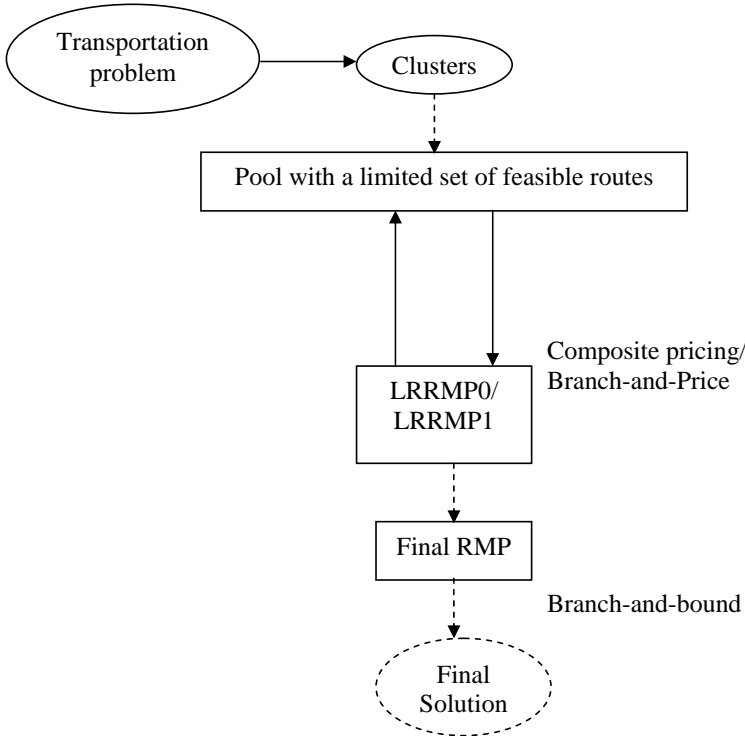 Transportation
problem
Clusters
Pool with a limited set of feasible routes
Composite pricing/
Branch-and-Price
LRRMP0/
LRRMP1
Final RMP
Branch-and-bound
Final
Solution